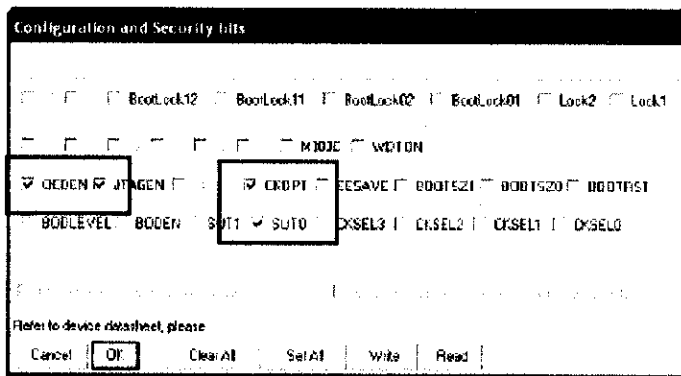 Configuration and Security bits
BootLock12 BootLock11 BootLock02 BootLock01 Lock2 Lock1
M103C WDTON
OCDEN JTAGEN CKOPT EESAVE BOOTSZ1 BOOTSZ0 BOOTRST
BODLEVEL BODEN SUT1 SUT0 CKSEL3 CKSEL2 CKSEL1 CKSEL0
Refer to device datasheet, please
Cancel OK Clear All Set All Write Read